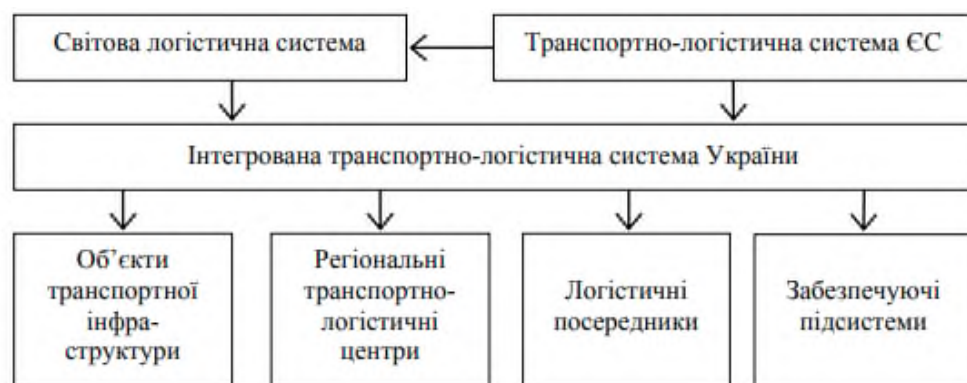 Світова логістична система
Транспортно-логістична система ЄС
Інтегрована транспортно-логістична система України
Об’єкти
транспортної
інфра-
структури
Регіональні
транспортно-
логістичні
центри
Логістичні
посередники
Забезпечуючі
підсистеми